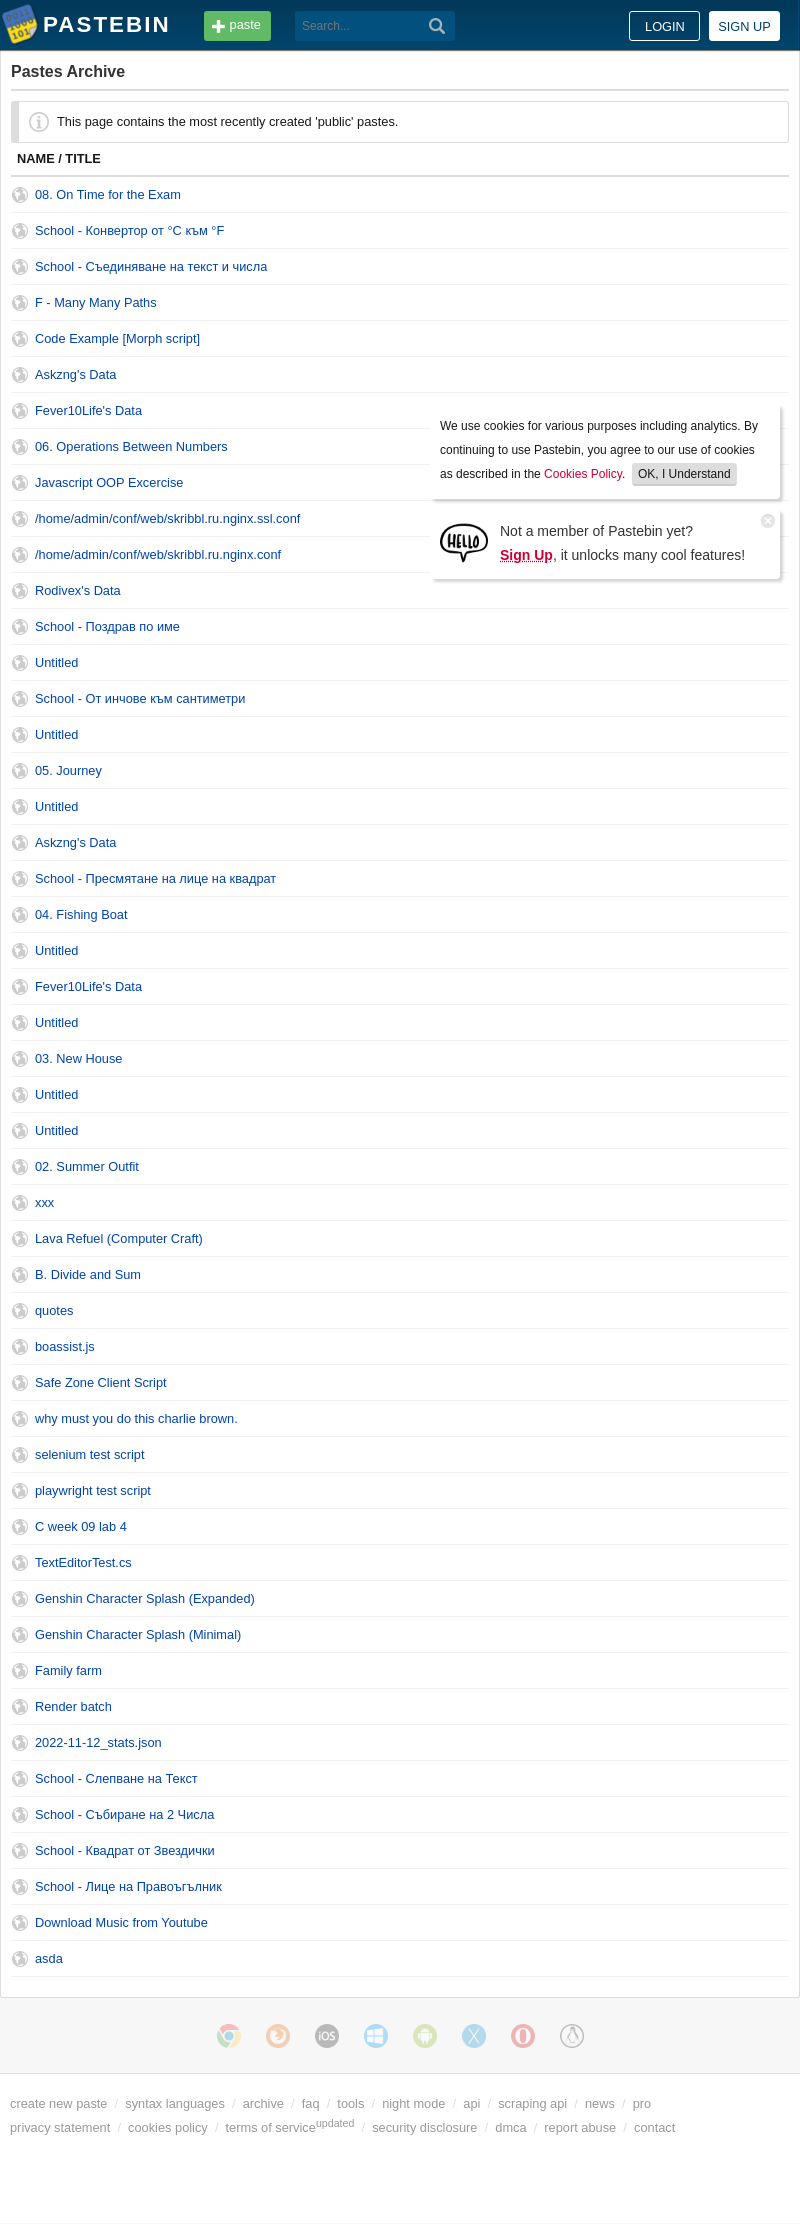 PASTEBIN
paste
Search...
LOGIN
SIGN UP
Pastes Archive
This page contains the most recently created 'public' pastes.
NAME / TITLE
08. On Time for the Exam
School - Конвертор от °C към °F
School - Съединяване на текст и числа
F - Many Many Paths
Code Example [Morph script]
Askzng's Data
Fever10Life's Data
06. Operations Between Numbers
Javascript OOP Excercise
/home/admin/conf/web/skribbl.ru.nginx.ssl.conf
/home/admin/conf/web/skribbl.ru.nginx.conf
Rodivex's Data
School - Поздрав по име
Untitled
School - От инчове към сантиметри
Untitled
05. Journey
Untitled
Askzng's Data
School - Пресмятане на лице на квадрат
04. Fishing Boat
Untitled
Fever10Life's Data
Untitled
03. New House
Untitled
Untitled
02. Summer Outfit
xxx
Lava Refuel (Computer Craft)
B. Divide and Sum
quotes
boassist.js
Safe Zone Client Script
why must you do this charlie brown.
selenium test script
playwright test script
C week 09 lab 4
TextEditorTest.cs
Genshin Character Splash (Expanded)
Genshin Character Splash (Minimal)
Family farm
Render batch
2022-11-12_stats.json
School - Слепване на Текст
School - Събиране на 2 Числа
School - Квадрат от Звездички
School - Лице на Правоъгълник
Download Music from Youtube
asda
We use cookies for various purposes including analytics. By
continuing to use Pastebin, you agree to our use of cookies
as described in the Cookies Policy. OK, I Understand
HELLO
Not a member of Pastebin yet?
Sign Up, it unlocks many cool features!
iOS
create new paste / syntax languages / archive / faq / tools / night mode / api / scraping api / news / pro
privacy statement / cookies policy / terms of serviceupdated / security disclosure / dmca / report abuse / contact